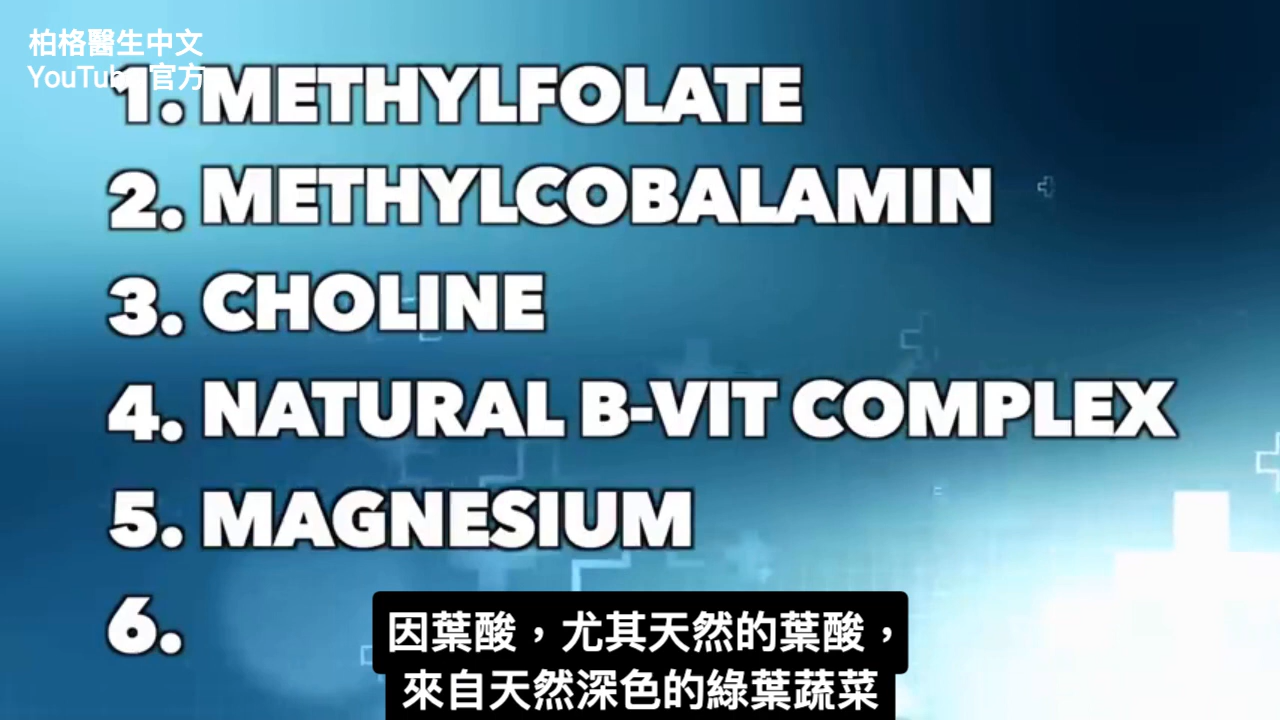 柏格醫生中文
YouTube 官方
1. METHYLFOLATE
2. METHYLCOBALAMIN
3. CHOLINE
4. NATURAL B-VIT COMPLEX
5. MAGNESIUM
6.
因葉酸，尤其天然的葉酸，
來自天然深色的綠葉蔬菜